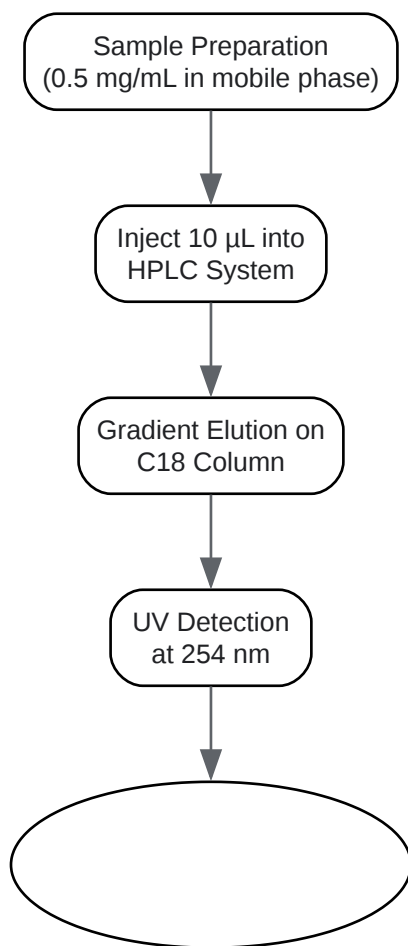 Sample Preparation
(0.5 mg/mL in mobile phase)
Inject 10 µL into
HPLC System
Gradient Elution on
C18 Column
UV Detection
at 254 nm